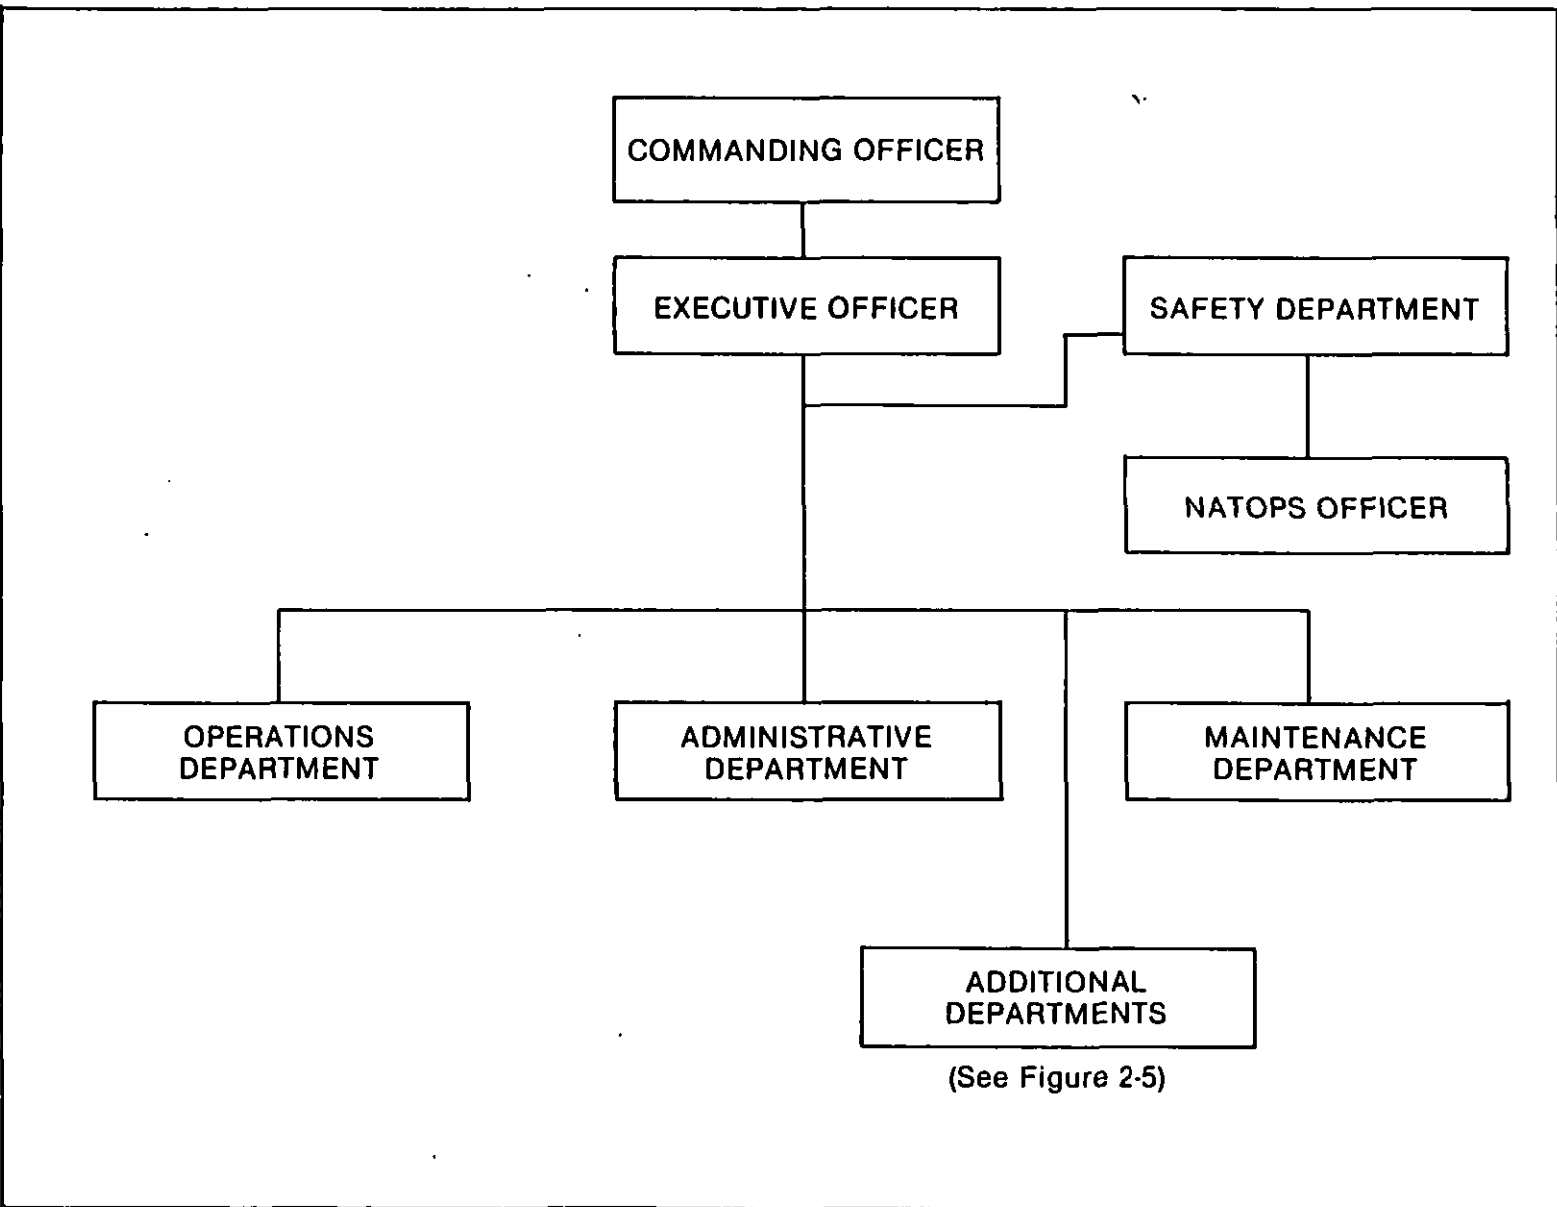 COMMANDING OFFICER
EXECUTIVE OFFICER
SAFETY DEPARTMENT
NATOPS OFFICER
OPERATIONS
DEPARTMENT
ADMINISTRATIVE
DEPARTMENT
MAINTENANCE
DEPARTMENT
ADDITIONAL
DEPARTMENTS
(See Figure 2-5)